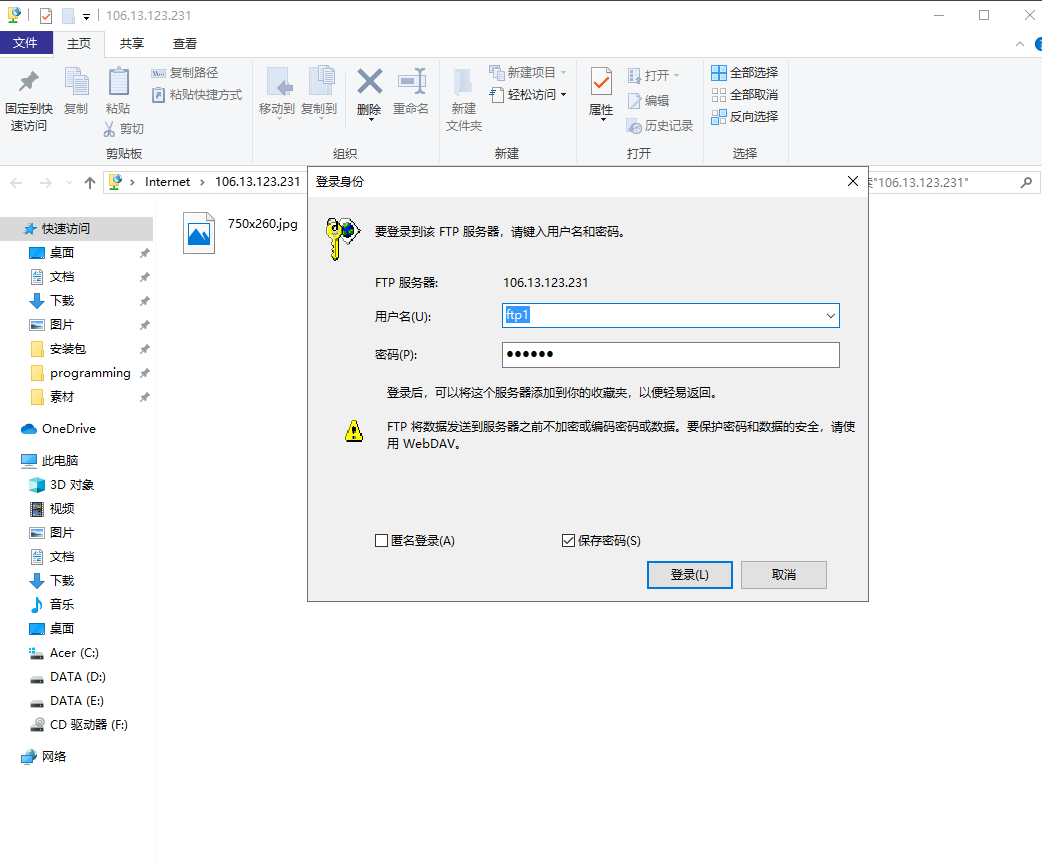 106.13.123.231
文件 主页 共享 查看
固定到快
速访问
复制
粘贴
复制路径
粘贴快捷方式
剪切
剪贴板
移动到
复制到
删除
重命名
组织
新建
文件夹
新建项目
轻松访问
新建
属性
打开
编辑
历史记录
打开
全部选择
全部取消
反向选择
选择
Internet
106.13.123.231
"106.13.123.231"
快速访问
桌面
文档
下载
图片
安装包
programming
素材
OneDrive
此电脑
3D 对象
视频
图片
文档
下载
音乐
桌面
Acer (C:)
DATA (D:)
DATA (E:)
CD 驱动器 (F:)
网络
750x260.jpg
登录身份
要登录到该 FTP 服务器，请键入用户名和密码。
FTP 服务器: 106.13.123.231
用户名(U): ftp1
密码(P): ●●●●●●
登录后，可以将这个服务器添加到你的收藏夹，以便轻易返回。
FTP 将数据发送到服务器之前不加密或编码密码或数据。要保护密码和数据的安全，请使
用 WebDAV。
匿名登录(A) 保存密码(S)
登录(L) 取消